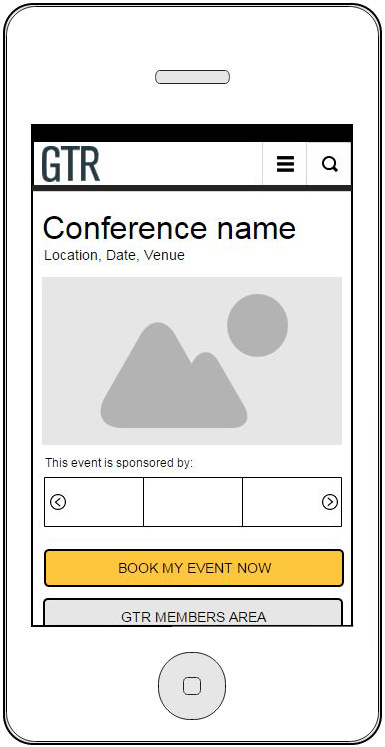 GTR
Conference name
Location, Date, Venue
This event is sponsored by:
BOOK MY EVENT NOW
GTR MEMBERS AREA